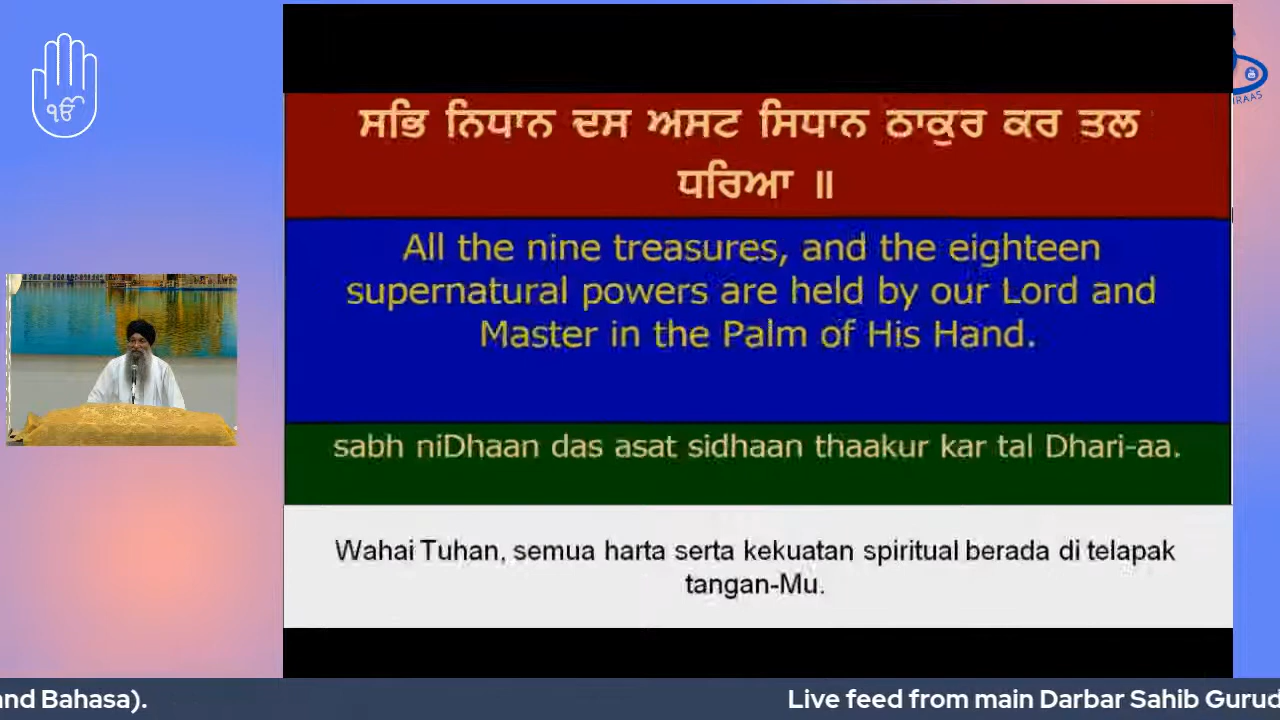 ੴ
IRAAS
ਸਭਿ ਨਿਧਾਨ ਦਸ ਅਸਟ ਸਿਧਾਨ ਠਾਕੁਰ ਕਰ ਤਲ
ਧਰਿਆ ॥
All the nine treasures, and the eighteen
supernatural powers are held by our Lord and
Master in the Palm of His Hand.
sabh niDhaan das asat sidhaan thaakur kar tal Dhari-aa.
Wahai Tuhan, semua harta serta kekuatan spiritual berada di telapak
tangan-Mu.
and Bahasa). Live feed from main Darbar Sahib Gurud